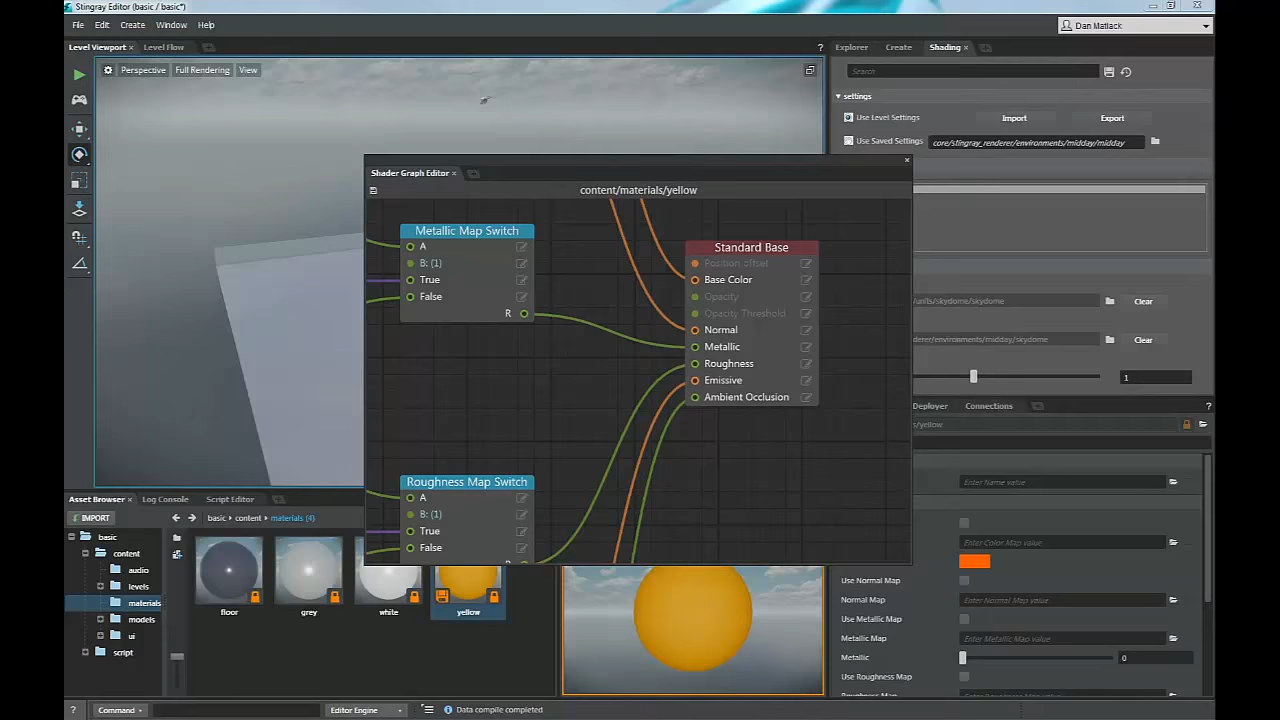 Stingray Editor (basic / basic*)
File Edit Create Window Help
Dan Matlack
Level Viewport Level Flow
?
Explorer Create Shading
Perspective Full Rendering View
Search
settings
Use Level Settings Import Export
Use Saved Settings core/stingray_renderer/environments/midday/midday
Shader Graph Editor
content/materials/yellow
Metallic Map Switch
A
B: (1)
True
False
R
Standard Base
Position offset
Base Color
Opacity
Opacity Threshold
Normal
Metallic
Roughness
Emissive
Ambient Occlusion
Roughness Map Switch
A
B: (1)
True
False
units/skydome/skydome Clear
derer/environments/midday/skydome Clear
1
Deployer Connections ?
s/yellow
Enter Name value
Enter Color Map value
Use Normal Map
Normal Map Enter Normal Map value
Use Metallic Map
Metallic Map Enter Metallic Map value
Metallic 0
Use Roughness Map
Roughness Map Enter Roughness Map value
Asset Browser Log Console Script Editor
IMPORT basic content materials (4)
basic
content
audio
levels
materials
models
ui
script
floor grey white yellow
? Command Editor Engine Data compile completed